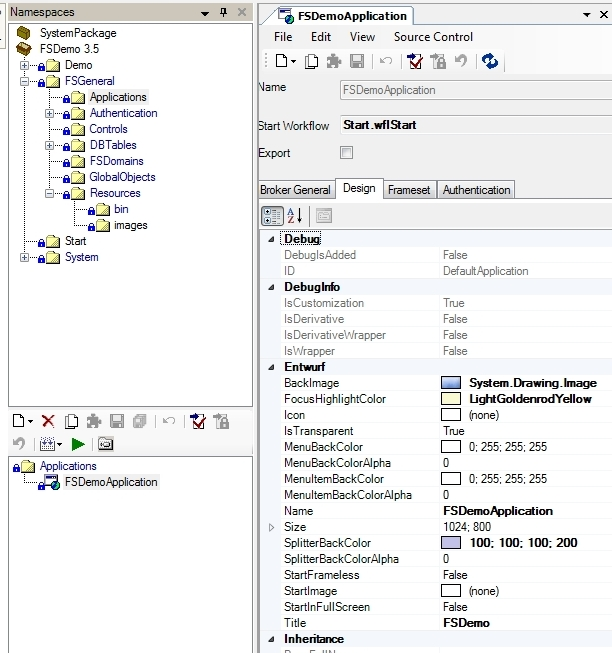 Namespaces
SystemPackage
FSDemo 3.5
Demo
FSGeneral
Applications
Authentication
Controls
DBTables
FSDomains
GlobalObjects
Resources
bin
images
Start
System
Applications
FSDemoApplication
FSDemoApplication
File Edit View Source Control
Name FSDemoApplication
Start Workflow Start.wflStart
Export
Broker General Design Frameset Authentication
Debug
DebugIsAdded False
ID DefaultApplication
DebugInfo
IsCustomization True
IsDerivative False
IsDerivativeWrapper False
IsWrapper False
Entwurf
BackImage System.Drawing.Image
FocusHighlightColor LightGoldenrodYellow
Icon (none)
IsTransparent True
MenuBackColor 0; 255; 255; 255
MenuBackColorAlpha 0
MenuItemBackColor 0; 255; 255; 255
MenuItemBackColorAlpha 0
Name FSDemoApplication
Size 1024; 800
SplitterBackColor 100; 100; 100; 200
SplitterBackColorAlpha 0
StartFrameless False
StartImage (none)
StartInFullScreen False
Title FSDemo
Inheritance